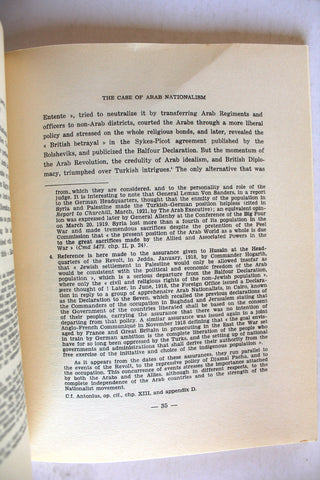 THE CASE OF ARAB NATIONALISM
Entente », tried to neutralize it by transferring Arab Regiments and
officers to non-Arab districts, courted the Arabs through a more liberal
policy and stressed on the whole religious bonds, and later, revealed the
« British betrayal » in the Sykes-Picot agreement published by the
Bolsheviks, and publicized the Balfour Declaration. But the momentum of
the Arab Revolution, the credulity of Arab idealism, and British Diplo-
macy, triumphed over Turkish intrigues.' The only alternative that was
from, which they are considered, and to the personality and role of the
judge. It is interesting to note that General Leman Von Sanders, in a report
to the German Headquarters, thought that the enmity of the population in
Syria and Palestine made the Turkish-German position helpless (cited in
Report to Churchill, March, 1921, by The Arab Executive); an equivalent opin-
ion was expressed later by General Allenby at the Conference of the Big Four
on March 20, 1919. Syria lost more than a Fourth of its population in the
War and made tremendous sacrifices despite the pretention of the Peel
Commission that « the present position of the Arab World as a whole is due
to the great sacrifices made by the Allied and Associated Powers in the
War » (Cmd 5479, chp. II, p. 24).
4. Reference is here made to the assurance given to Husain at the Head-
quarters of the Revolt, in Jedda, January, 1918, by Commander Hogarth,
that « Jewish settlement in Palestine would only be allowed insofar as
would be consistent with the political and economic freedom of the Arab
population », which is a serious departure from the Balfour Declaration,
where only the « civil and religious rights of the non-Jewish population »,
were thought of ! Later, in June, 1918, the Foreign Office issued a Declara-
tion in reply to a group of apprehensive Arab Nationalists, in Cairo, known
as the Declaration to the Seven, which recalled the previous declarations of
the Commanders of the occupation in Baghdad and Jerusalem stating that
the Government of the countries liberated shall be based on the consent
of their peoples, carrying the assurance that there was no intention of
departing from this policy. A similar assurance was issued again in a joint
Anglo-French Communiqué in November 1918 defining that « the goal envis-
aged by France and Great Britain in prosecuting in the East the War set
in train by German ambition is the complete liberation of the people who
have for so long been oppressed by the Turks, and the setting up of national
governments and administrations that shall derive their authority from the
free exercise of the initiative and choice of the indigenous population ».
As it appears from the dates of these assurances, they run parallel to
the events of the Revolt, to the repressive policy of Djamal Pasha, and to
the occupation. This concurrence of events stresses the importance attached
by both the Arabs and the Allies, although in different respects, to the
complete independence of the Arab countries and to the strength of the
Nationalist movement.
C.f. Antonius, op. cit., chp. XIII, and appendix D.
— 35 —